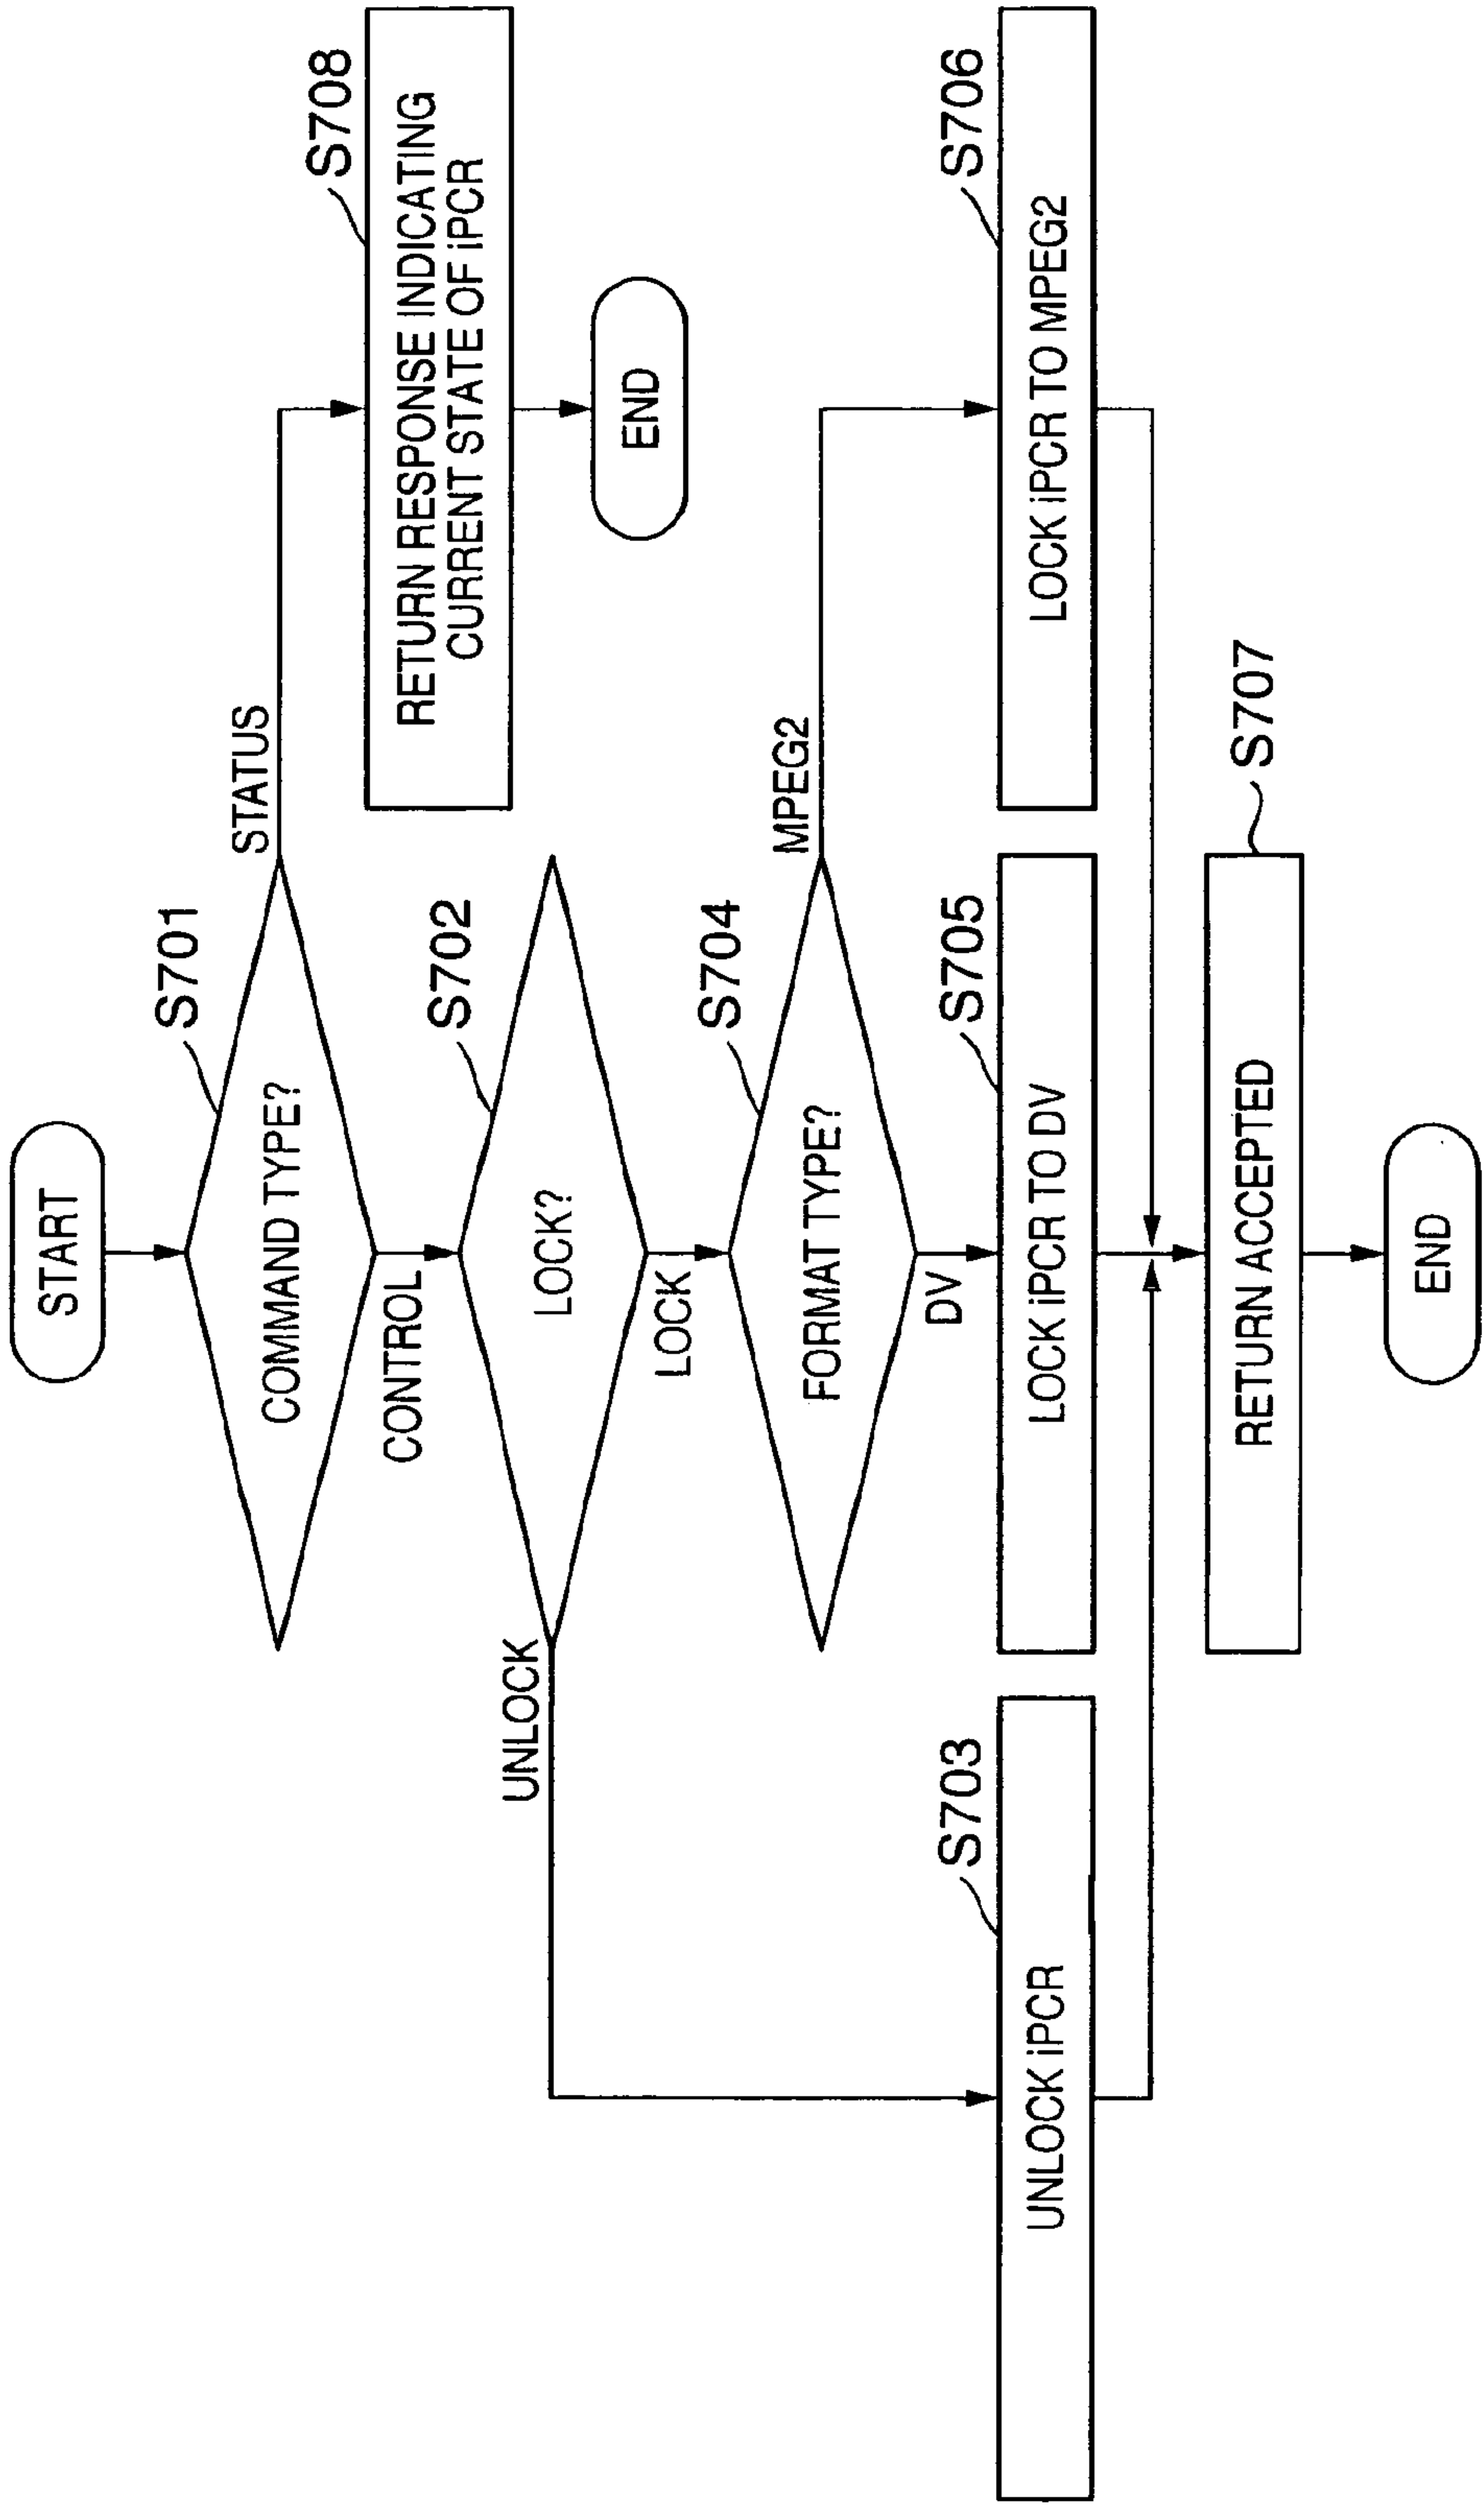 START
S701
COMMAND TYPE?
STATUS
CONTROL
S708
RETURN RESPONSE INDICATING
CURRENT STATE OF iPCR
END
S702
LOCK?
UNLOCK
LOCK
S704
FORMAT TYPE?
MPEG2
DV
S703
UNLOCK iPCR
S705
LOCK iPCR TO DV
S706
LOCK iPCR TO MPEG2
S707
RETURN ACCEPTED
END